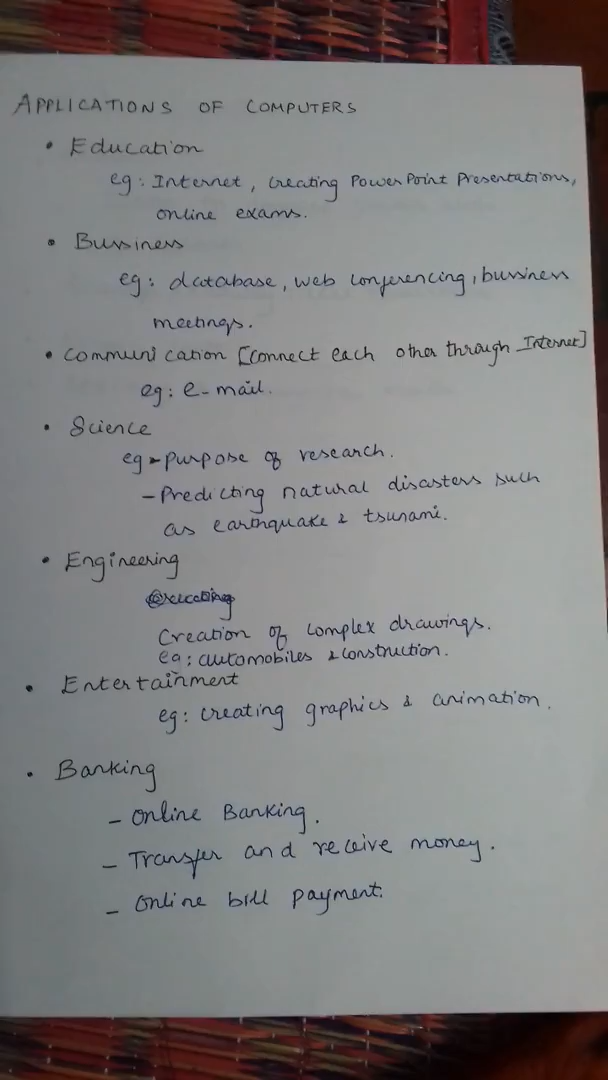 APPLICATIONS OF COMPUTERS
• Education
eg: Internet, creating PowerPoint Presentations,
online exams.
• Bussiness
eg: database, web conferencing, bussiness
meetings.
• Communication [connect each other through Internet]
eg: e-mail.
• Science
eg - purpose of research.
- Predicting natural disasters such
as earthquake & tsunami.
• Engineering
Creation of complex drawings.
eg: automobiles & construction.
• Entertainment
eg: creating graphics & animation.
• Banking
- Online Banking.
- Transfer and receive money.
- Online bill payment.